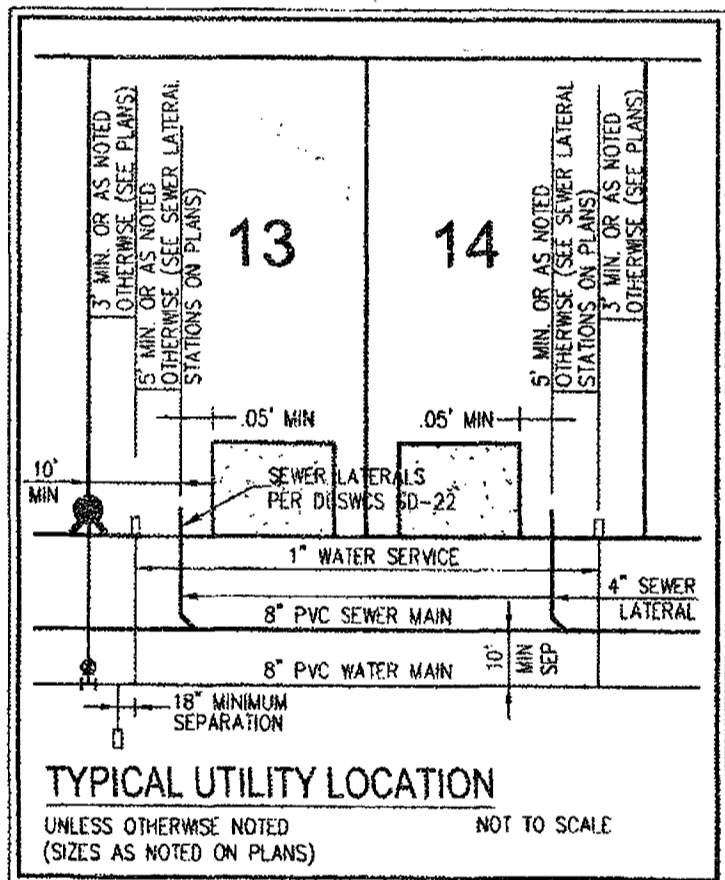 3' MIN. OR AS NOTED
OTHERWISE (SEE PLANS)
5' MIN. OR AS NOTED
OTHERWISE (SEE SEWER LATERAL
STATIONS ON PLANS)
13
14
5' MIN. OR AS NOTED
OTHERWISE (SEE SEWER LATERAL
STATIONS ON PLANS)
3' MIN. OR AS NOTED
OTHERWISE (SEE PLANS)
.05' MIN
.05' MIN
10'
MIN
SEWER LATERALS
PER DCSWCS SD-22
1" WATER SERVICE
4" SEWER
LATERAL
8" PVC SEWER MAIN
10'
MIN
SEP
8" PVC WATER MAIN
18" MINIMUM
SEPARATION
TYPICAL UTILITY LOCATION
UNLESS OTHERWISE NOTED
(SIZES AS NOTED ON PLANS)
NOT TO SCALE